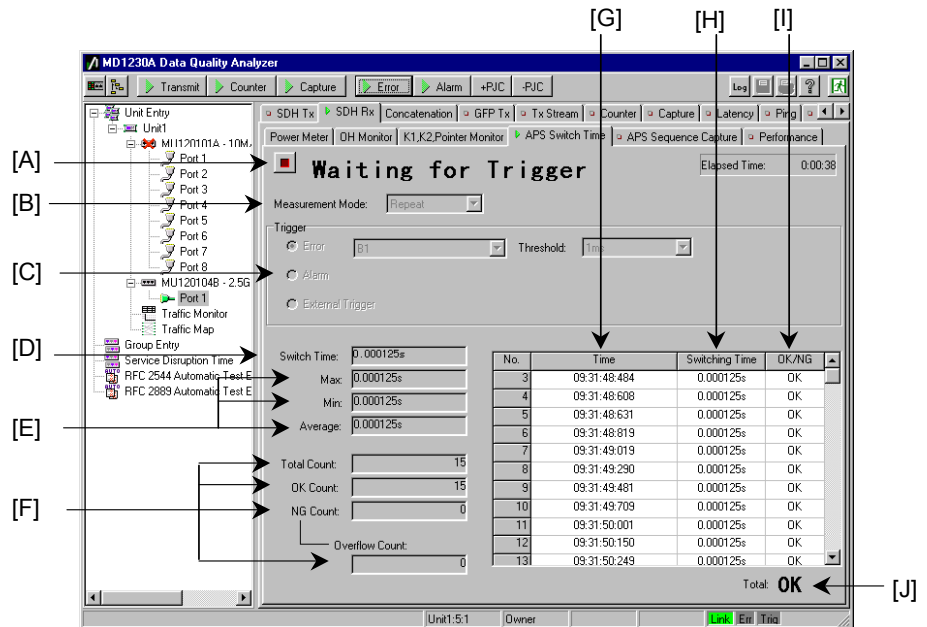 [G] [H] [I]
MD1230A Data Quality Analyzer
Transmit Counter Capture Error Alarm +PJC -PJC Log
Unit Entry
Unit1
MU120101A - 10M
Port 1
Port 2
Port 3
Port 4
Port 5
Port 6
Port 7
Port 8
MU120104B - 2.5G
Port 1
Traffic Monitor
Traffic Map
Group Entry
Service Disruption Time
RFC 2544 Automatic Test E
RFC 2889 Automatic Test E
SDH Tx SDH Rx Concatenation GFP Tx Tx Stream Counter Capture Latency Ping
Power Meter OH Monitor K1,K2,Pointer Monitor APS Switch Time APS Sequence Capture Performance
[A] Waiting for Trigger Elapsed Time: 0:00:38
[B] Measurement Mode: Repeat
Trigger
Error B1 Threshold: 1ms
[C] Alarm
External Trigger
[D] Switch Time: 0.000125s
Max: 0.000125s
Min: 0.000125s
[E] Average: 0.000125s
Total Count: 15
OK Count: 15
[F] NG Count: 0
Overflow Count:
0
No. Time Switching Time OK/NG
3 09:31:48:484 0.000125s OK
4 09:31:48:608 0.000125s OK
5 09:31:48:631 0.000125s OK
6 09:31:48:819 0.000125s OK
7 09:31:49:019 0.000125s OK
8 09:31:49:290 0.000125s OK
9 09:31:49:481 0.000125s OK
10 09:31:49:709 0.000125s OK
11 09:31:50:001 0.000125s OK
12 09:31:50:150 0.000125s OK
13 09:31:50:249 0.000125s OK
Total: OK [J]
Unit1:5:1 Owner Link Err Trig